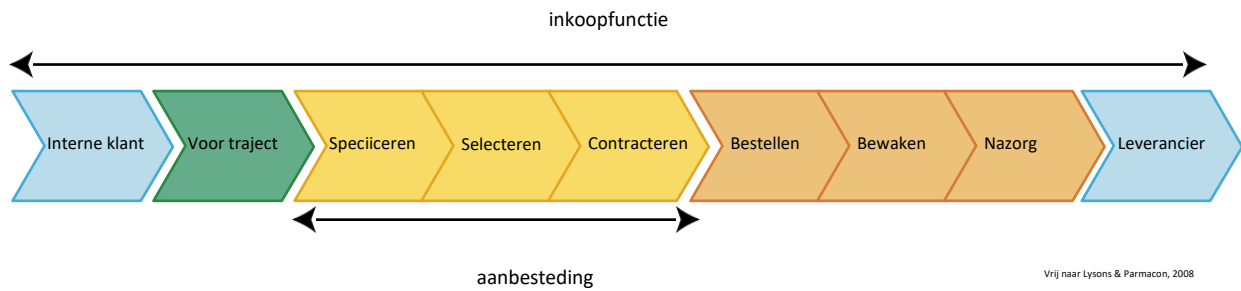 inkoopfunctie
Interne klant
Voor traject
Speciiceren
Selecteren
Contracteren
Bestellen
Bewaken
Nazorg
Leverancier
aanbesteding
Vrij naar Lysons & Parmacon, 2008